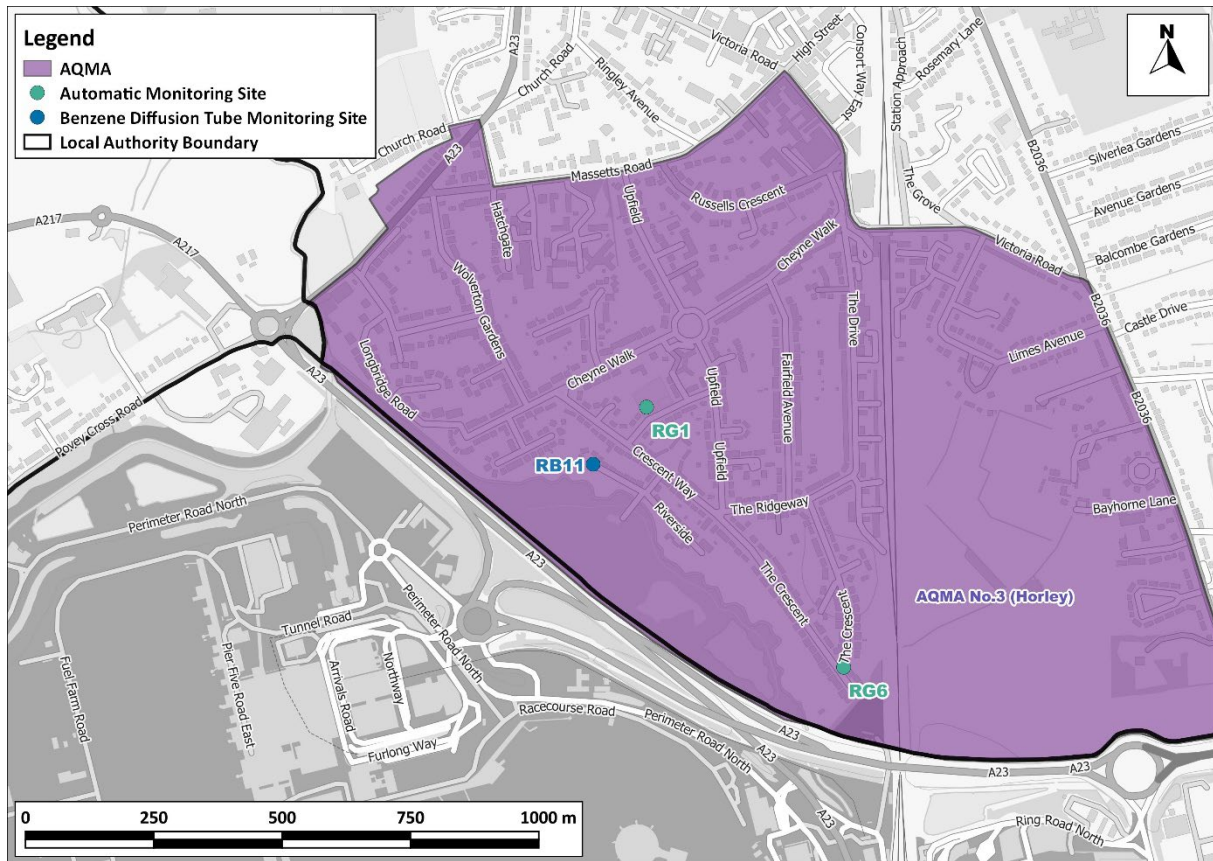 Legend
AQMA
Automatic Monitoring Site
Benzene Diffusion Tube Monitoring Site
Local Authority Boundary
N
A23
Church Road
Ringley Avenue
Victoria Road
High Street
Consort Way East
Station Approach
Rosemary Lane
B2036
Silverlea Gardens
Avenue Gardens
Balcombe Gardens
Church Road
A23
Massetts Road
Upfield
Russells Crescent
The Grove
Victoria Road
Hatchgate
Cheyne Walk
A217
A217
Wolverton Gardens
The Drive
B2036
Castle Drive
Limes Avenue
Longbridge Road
Cheyne Walk
Upfield
Fairfield Avenue
A23
Povey Cross Road
RG1
B2036
RB11
Crescent Way
Upfield
The Ridgeway
Bayhorne Lane
Riverside
Perimeter Road North
A23
The Crescent
The Crescent
AQMA No.3 (Horley)
Tunnel Road
Perimeter Road North
Pier Five Road East
Fuel Farm Road
Arrivals Road
Northway
RG6
Racecourse Road
Perimeter Road North
Furlong Way
A23
A23
A23
A23
A23
Ring Road North
0 250 500 750 1000 m